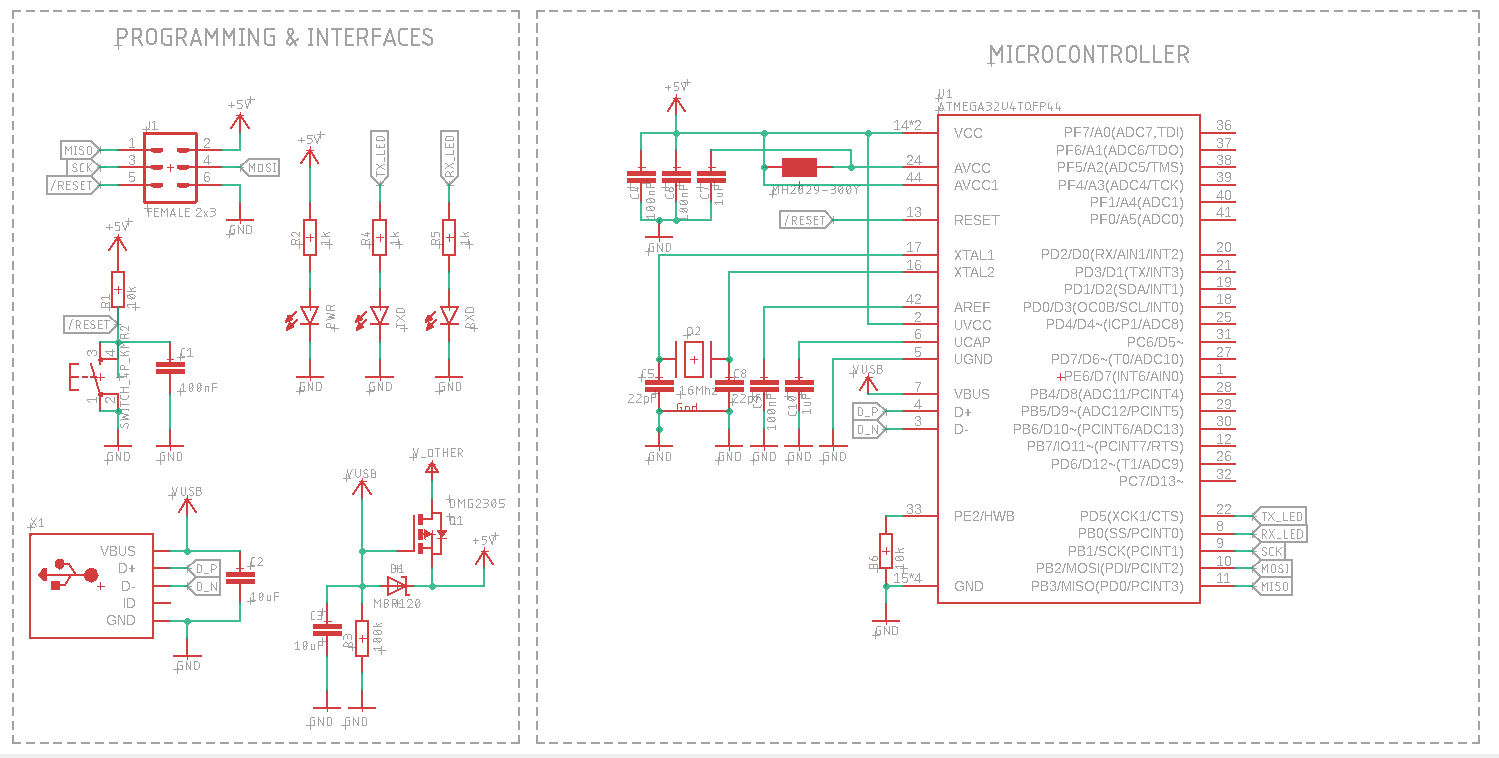 PROGRAMMING & INTERFACES
J1
+5V
MISO
SCK
/RESET
1
3
5
2
4
6
MOSI
FEMALE 2x3
GND
+5V
R1
10k
/RESET
SWITCH_4P_KMR2
3
4
1
2
C1
100nF
GND
GND
+5V
TX_LED
RX_LED
R2
1k
R4
1k
R5
1k
PWR
TXD
RXD
GND
GND
GND
X1
VUSB
VBUS
D+
D-
ID
GND
D_P
D_N
C2
10uF
GND
VUSB
V_OTHER
DMG2305
Q1
+5V
D1
MBR120
C3
10uF
R3
100k
GND
GND
MICROCONTROLLER
U1
ATMEGA32U4TQFP44
+5V
100nF
100nF
C7
1uF
GND
MH2029-300Y
/RESET
Q2
16Mhz
C5
22pF
C8
22pF
Gnd
100nF
C10
1uF
GND
GND
GND
GND
GND
VUSB
D_P
D_N
R6
10k
GND
14*2 VCC
24 AVCC
44 AVCC1
13 RESET
17 XTAL1
16 XTAL2
42 AREF
2 UVCC
6 UCAP
5 UGND
7 VBUS
4 D+
3 D-
33 PE2/HWB
15*4 GND
PF7/A0(ADC7,TDI) 36
PF6/A1(ADC6/TDO) 37
PF5/A2(ADC5/TMS) 38
PF4/A3(ADC4/TCK) 39
PF1/A4(ADC1) 40
PF0/A5(ADC0) 41
PD2/D0(RX/AIN1/INT2) 20
PD3/D1(TX/INT3) 21
PD1/D2(SDA/INT1) 19
PD0/D3(OC0B/SCL/INT0) 18
PD4/D4~(ICP1/ADC8) 25
PC6/D5~ 31
PD7/D6~(T0/ADC10) 27
PE6/D7(INT6/AIN0) 1
PB4/D8(ADC11/PCINT4) 28
PB5/D9~(ADC12/PCINT5) 29
PB6/D10~(PCINT6/ADC13) 30
PB7/IO11~(PCINT7/RTS) 12
PD6/D12~(T1/ADC9) 26
PC7/D13~ 32
PD5(XCK1/CTS) 22 TX_LED
PB0(SS/PCINT0) 8 RX_LED
PB1/SCK(PCINT1) 9 SCK
PB2/MOSI(PDI/PCINT2) 10 MOSI
PB3/MISO(PD0/PCINT3) 11 MISO